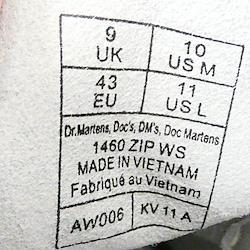 9 10
UK US M
43 11
EU US L
Dr.Martens, Doc's, DM's, Doc Martens
1460 ZIP WS
MADE IN VIETNAM
Fabriqué au Vietnam
AW006 KV 11 A